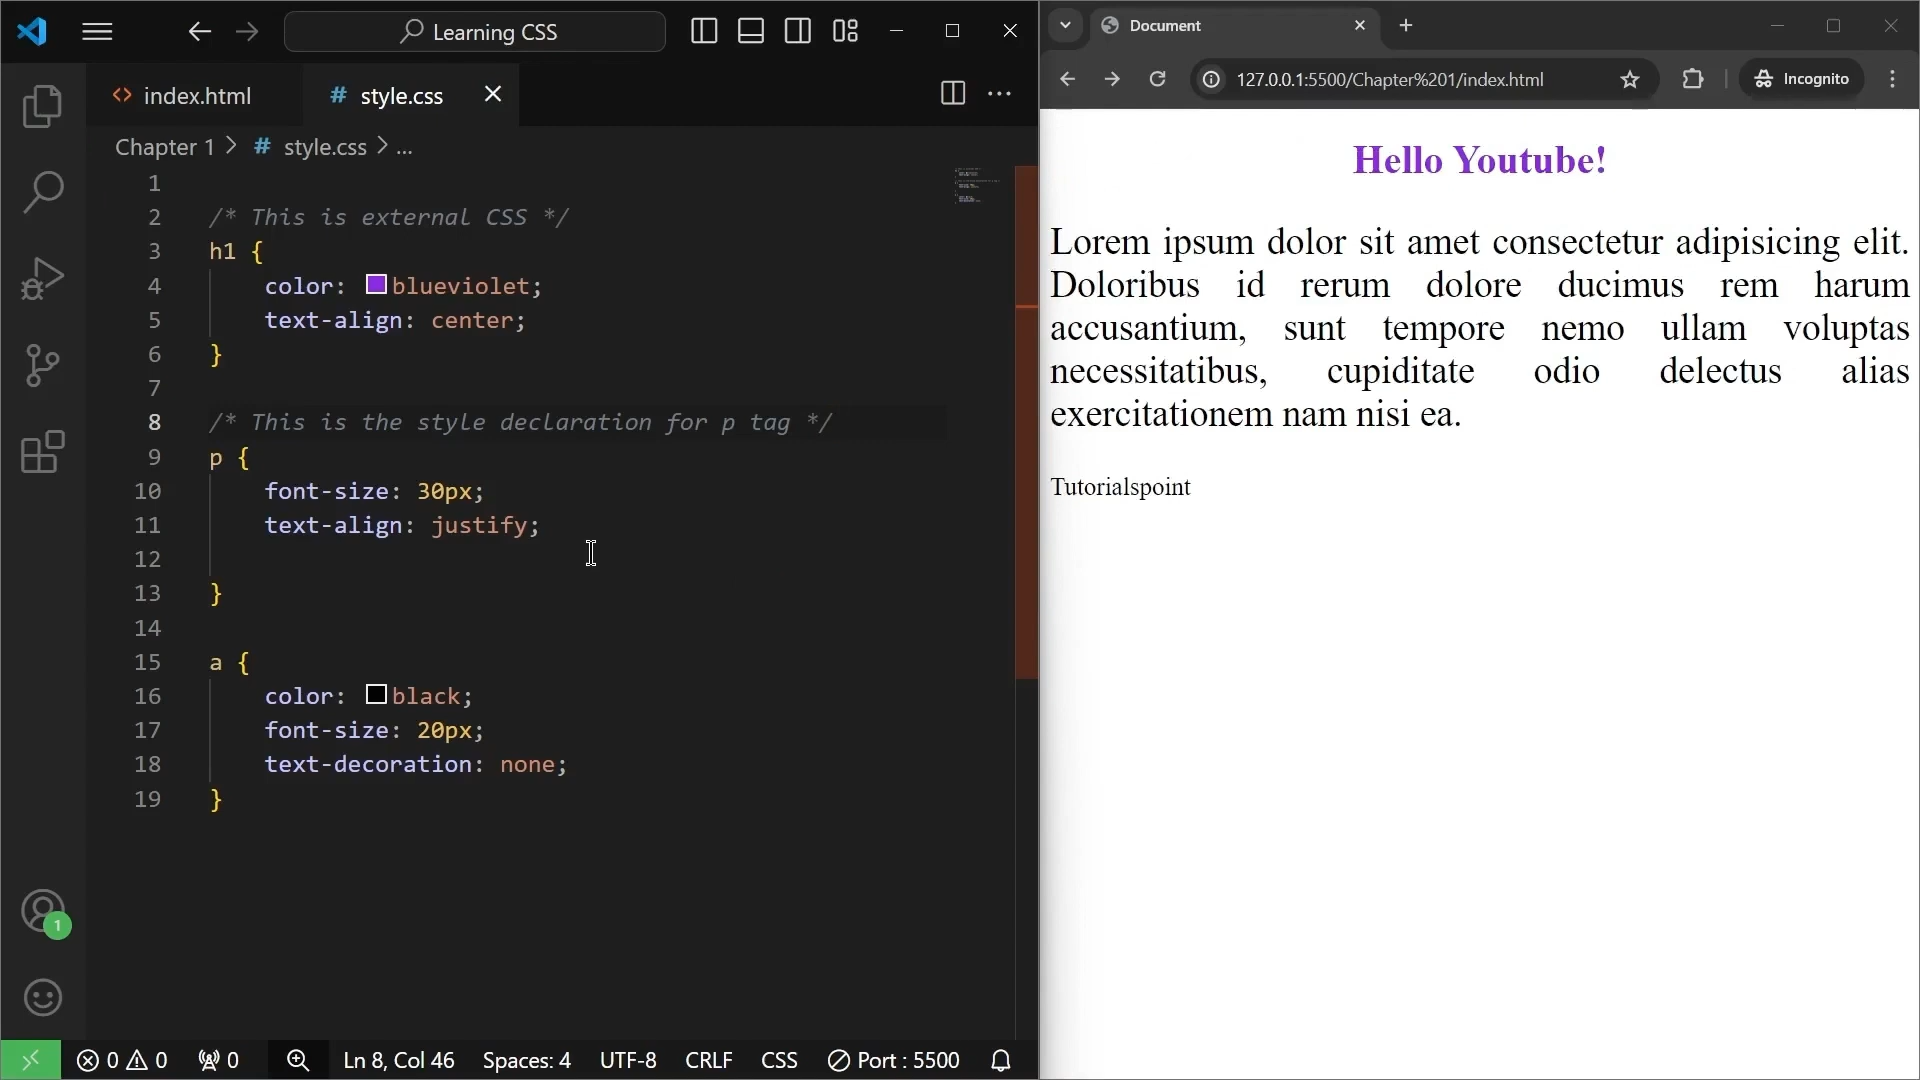 Learning CSS
index.html
# style.css
Chapter 1 > # style.css > ...
1
2 /* This is external CSS */
3 h1 {
4 color: blueviolet;
5 text-align: center;
6 }
7
8 /* This is the style declaration for p tag */
9 p {
10 font-size: 30px;
11 text-align: justify;
12
13 }
14
15 a {
16 color: black;
17 font-size: 20px;
18 text-decoration: none;
19 }
1
0 0 0 Ln 8, Col 46 Spaces: 4 UTF-8 CRLF CSS Port : 5500
Document
127.0.0.1:5500/Chapter%201/index.html Incognito
Hello Youtube!
Lorem ipsum dolor sit amet consectetur adipisicing elit.
Doloribus id rerum dolore ducimus rem harum
accusantium, sunt tempore nemo ullam voluptas
necessitatibus, cupiditate odio delectus alias
exercitationem nam nisi ea.
Tutorialspoint